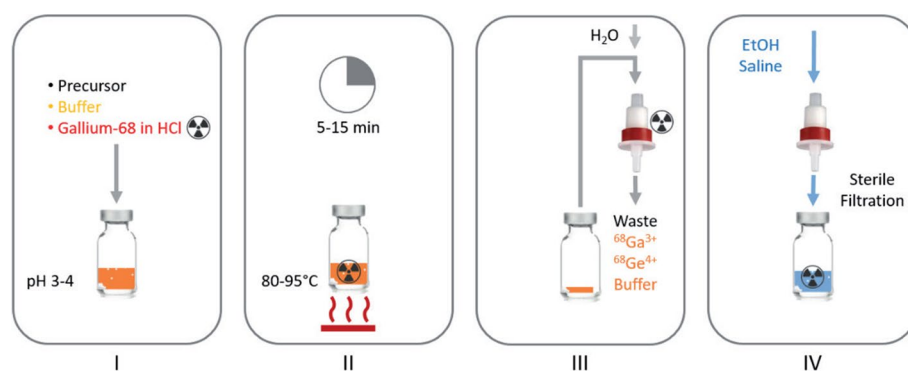 • Precursor
• Buffer
• Gallium-68 in HCl
pH 3-4
I
5-15 min
80-95°C
II
H₂O
Waste
⁶⁸Ga³⁺
⁶⁸Ge⁴⁺
Buffer
III
EtOH
Saline
Sterile
Filtration
IV